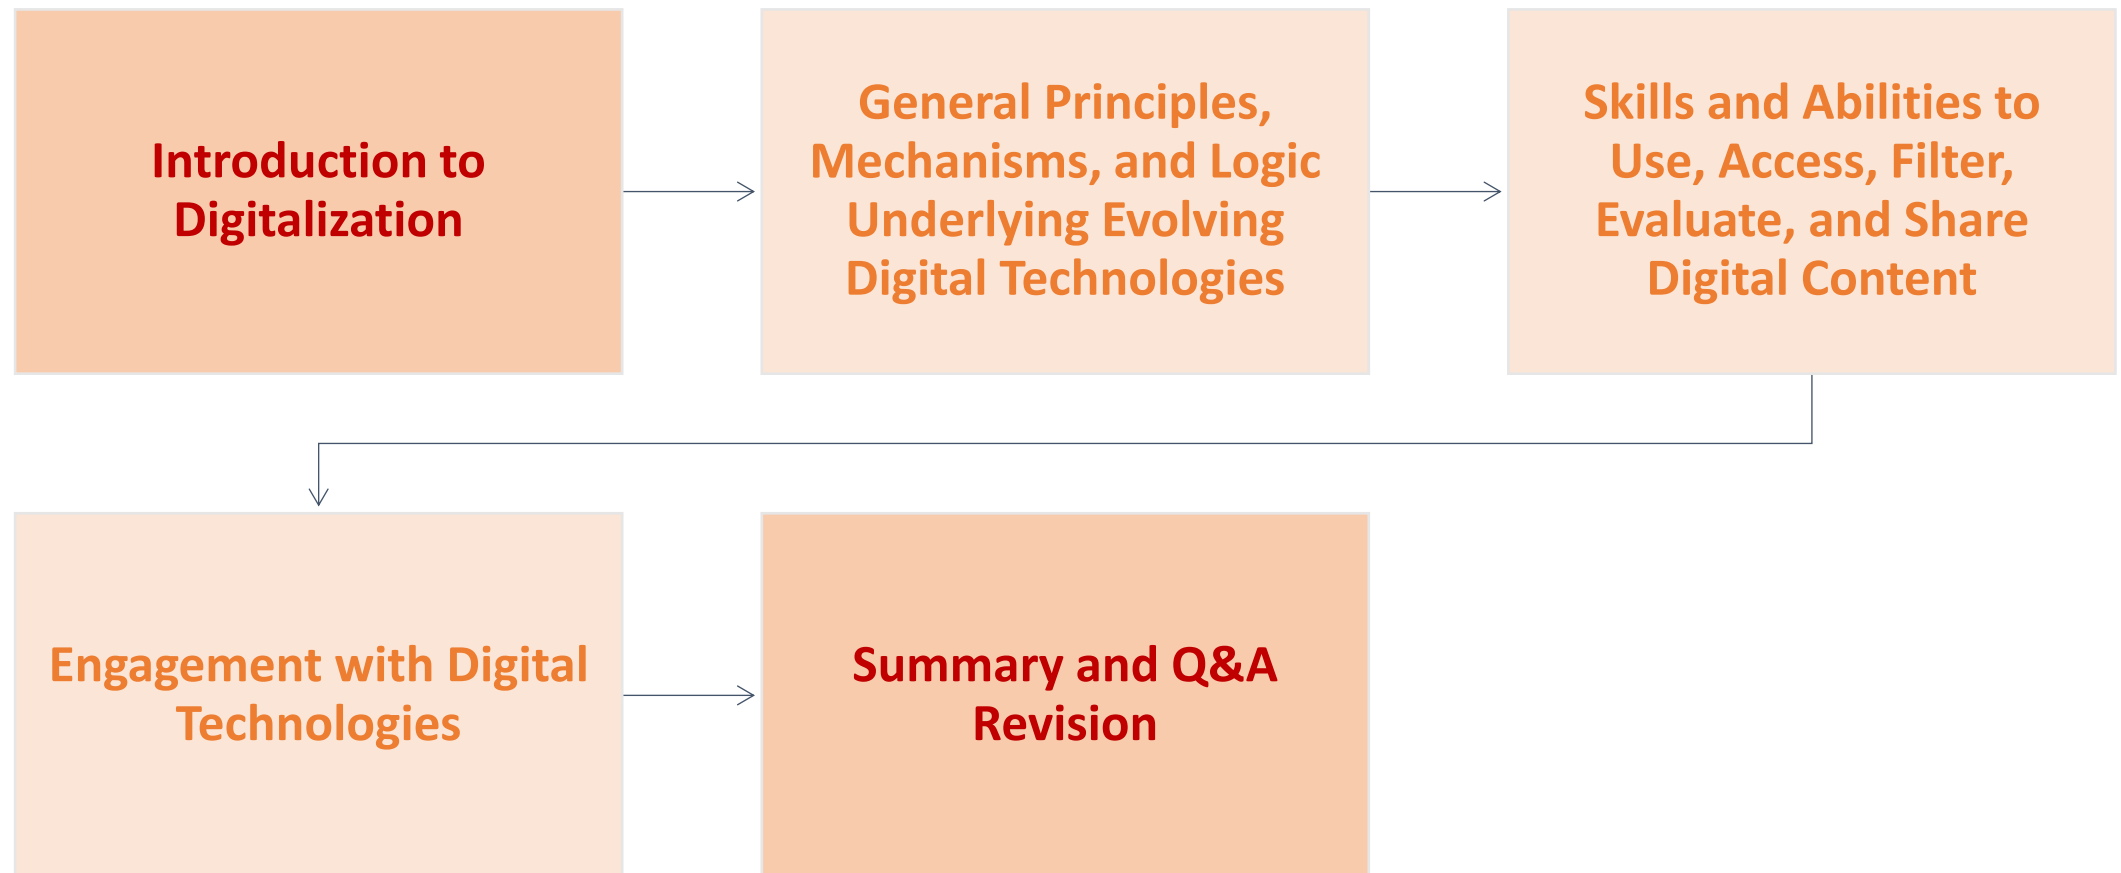 Introduction to
Digitalization
General Principles,
Mechanisms, and Logic
Underlying Evolving
Digital Technologies
Skills and Abilities to
Use, Access, Filter,
Evaluate, and Share
Digital Content
Engagement with Digital
Technologies
Summary and Q&A
Revision